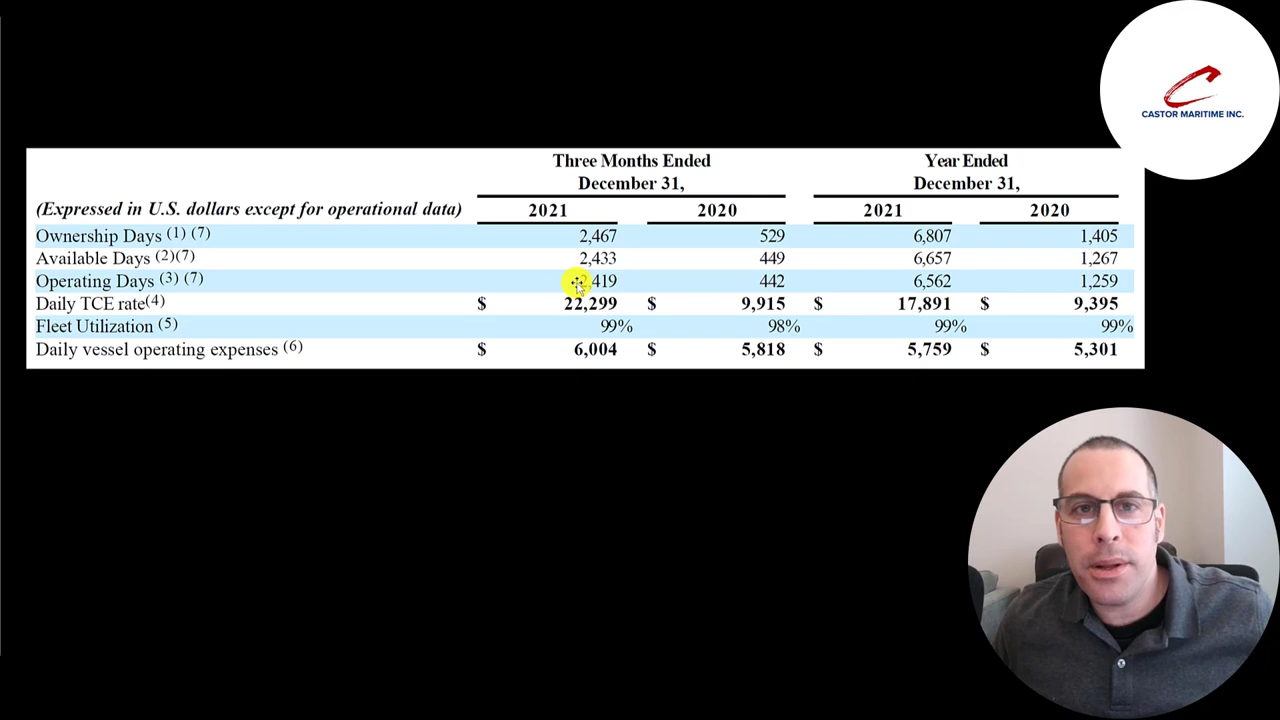 CASTOR MARITIME INC.
Three Months Ended Year Ended
December 31, December 31,
(Expressed in U.S. dollars except for operational data) 2021 2020 2021 2020
Ownership Days (1) (7) 2,467 529 6,807 1,405
Available Days (2)(7) 2,433 449 6,657 1,267
Operating Days (3) (7) 2,419 442 6,562 1,259
Daily TCE rate(4) $ 22,299 $ 9,915 $ 17,891 $ 9,395
Fleet Utilization (5) 99% 98% 99% 99%
Daily vessel operating expenses (6) $ 6,004 $ 5,818 $ 5,759 $ 5,301